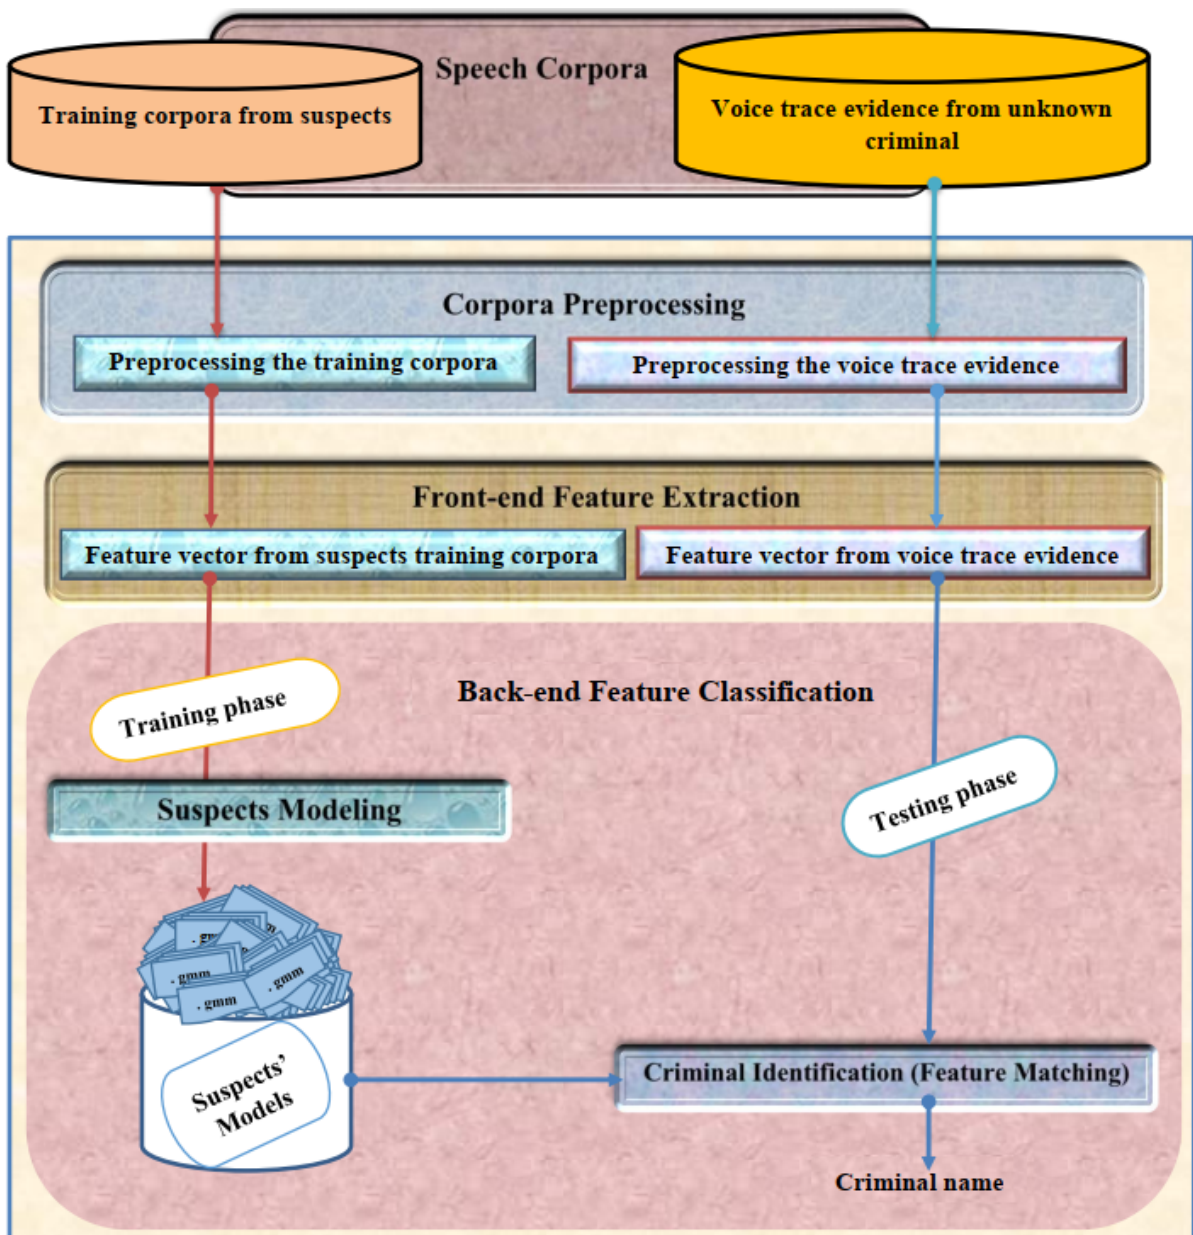 Speech Corpora
Training corpora from suspects
Voice trace evidence from unknown
criminal
Corpora Preprocessing
Preprocessing the training corpora
Preprocessing the voice trace evidence
Front-end Feature Extraction
Feature vector from suspects training corpora
Feature vector from voice trace evidence
Back-end Feature Classification
Training phase
Testing phase
Suspects Modeling
. gmm
. gmm
. gmm
Suspects’
Models
Criminal Identification (Feature Matching)
Criminal name